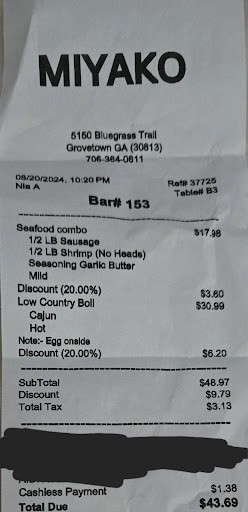 MIYAKO
5150 Bluegrass Trail
Grovetown GA (30813)
706-364-0611
08/20/2024, 10:20 PM Ref# 37725
Nia A Table# B3
Bar# 153
Seafood combo $17.98
1/2 LB Sausage
1/2 LB Shrimp (No Heads)
Seasoning Garlic Butter
Mild
Discount (20.00%) $3.60
Low Country Boil $30.99
Cajun
Hot
Note:- Egg onside
Discount (20.00%) $6.20
SubTotal $48.97
Discount $9.79
Total Tax $3.13
Cashless Payment $1.38
Total Due $43.69